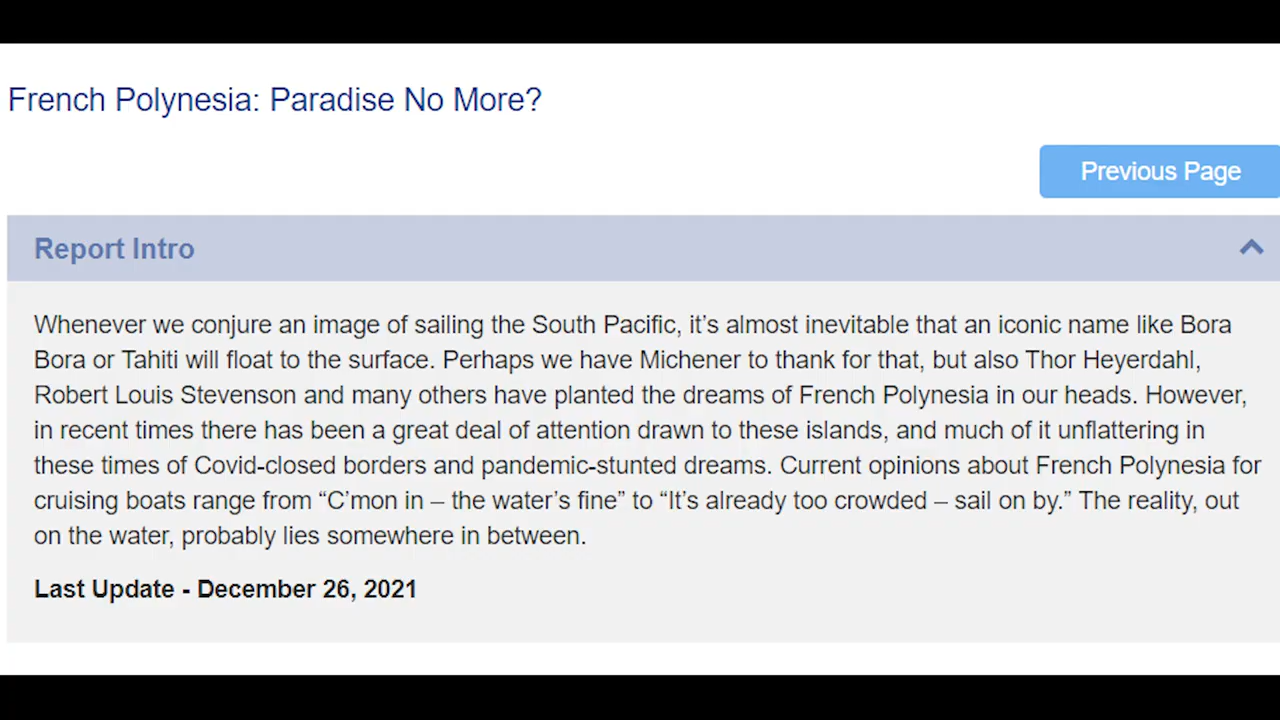 French Polynesia: Paradise No More?
Previous Page
Report Intro
Whenever we conjure an image of sailing the South Pacific, it’s almost inevitable that an iconic name like Bora
Bora or Tahiti will float to the surface. Perhaps we have Michener to thank for that, but also Thor Heyerdahl,
Robert Louis Stevenson and many others have planted the dreams of French Polynesia in our heads. However,
in recent times there has been a great deal of attention drawn to these islands, and much of it unflattering in
these times of Covid-closed borders and pandemic-stunted dreams. Current opinions about French Polynesia for
cruising boats range from “C’mon in – the water’s fine” to “It’s already too crowded – sail on by.” The reality, out
on the water, probably lies somewhere in between.
Last Update - December 26, 2021